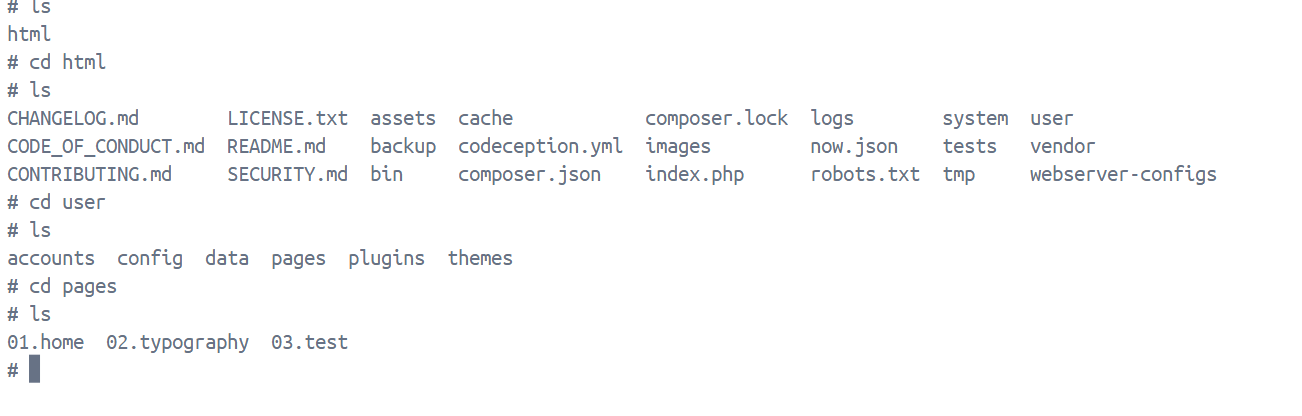 # ls
html
# cd html
# ls
CHANGELOG.md LICENSE.txt assets cache composer.lock logs system user
CODE_OF_CONDUCT.md README.md backup codeception.yml images now.json tests vendor
CONTRIBUTING.md SECURITY.md bin composer.json index.php robots.txt tmp webserver-configs
# cd user
# ls
accounts config data pages plugins themes
# cd pages
# ls
01.home 02.typography 03.test
#